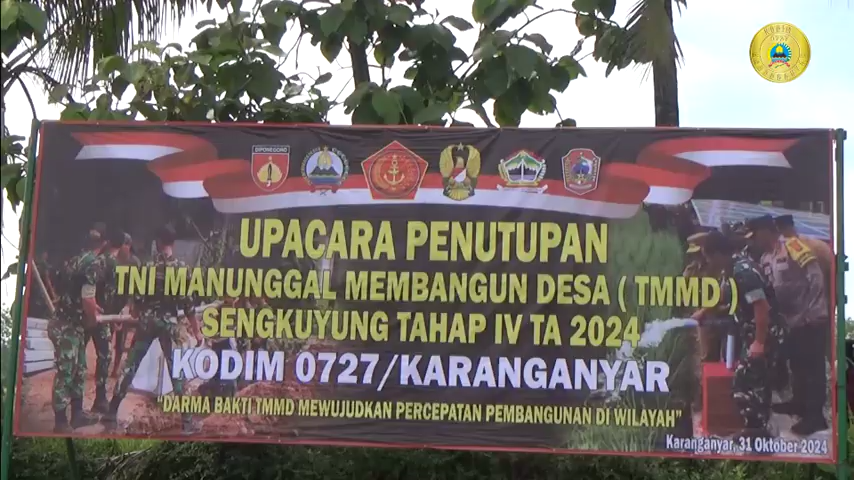 DIPONEGORO
UPACARA PENUTUPAN
TNI MANUNGGAL MEMBANGUN DESA ( TMMD )
SENGKUYUNG TAHAP IV TA 2024
KODIM 0727/KARANGANYAR
"DARMA BAKTI TMMD MEWUJUDKAN PERCEPATAN PEMBANGUNAN DI WILAYAH"
Karanganyar, 31 Oktober 2024